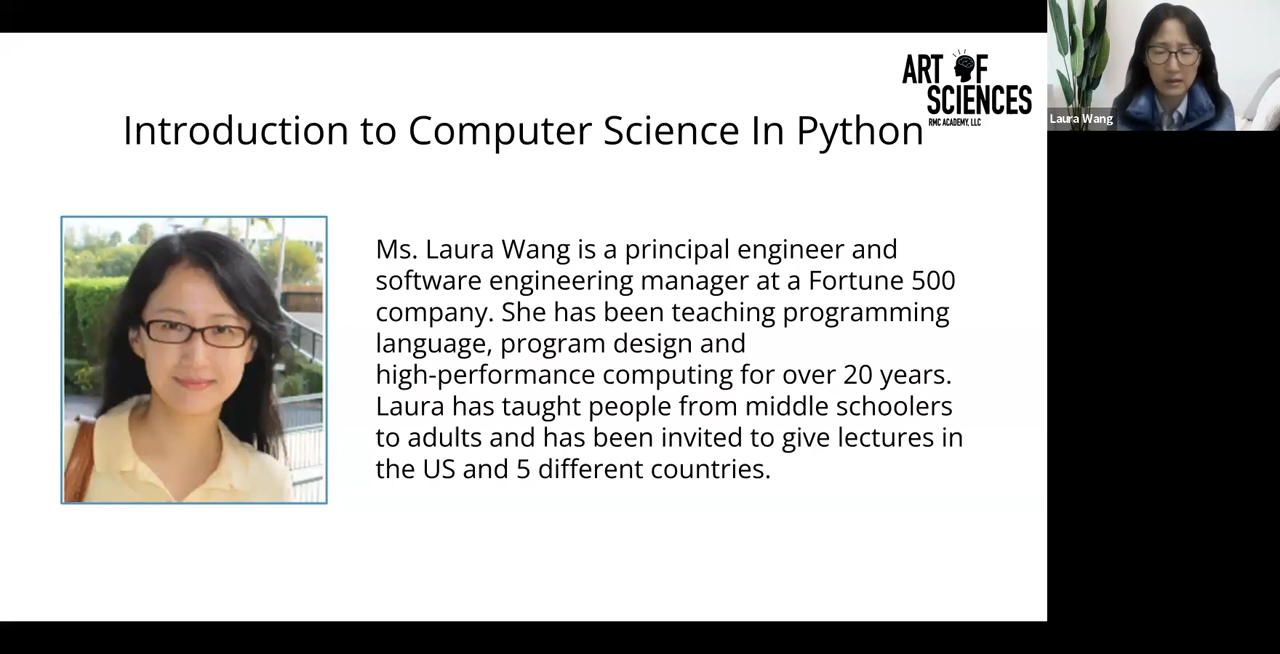 ART OF
SCIENCES
RMC ACADEMY, LLC
Introduction to Computer Science In Python
Ms. Laura Wang is a principal engineer and
software engineering manager at a Fortune 500
company. She has been teaching programming
language, program design and
high-performance computing for over 20 years.
Laura has taught people from middle schoolers
to adults and has been invited to give lectures in
the US and 5 different countries.
Laura Wang